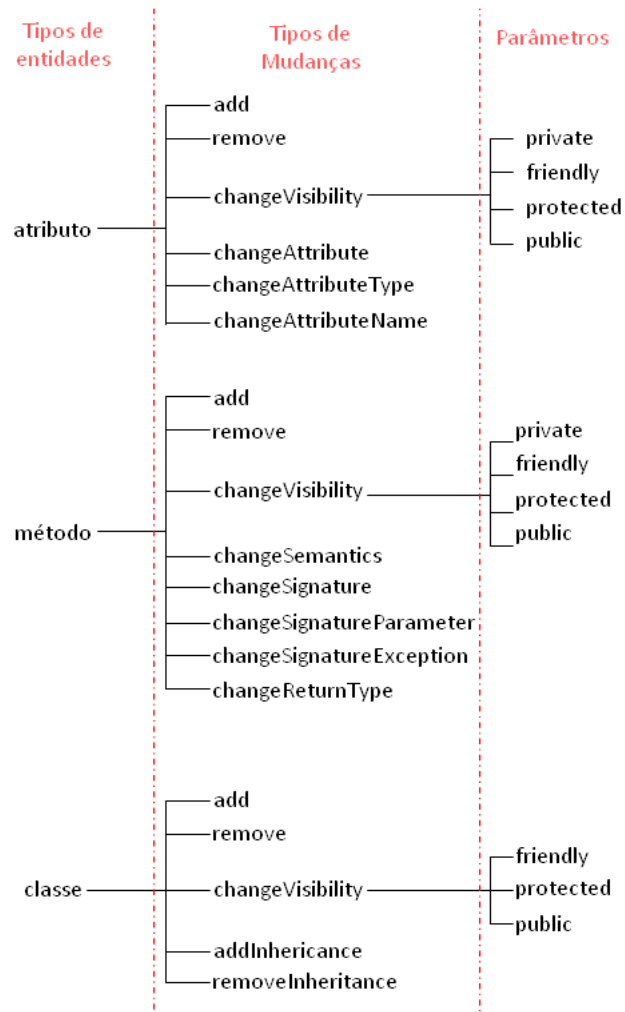 Tipos de
entidades
Tipos de
Mudanças
Parâmetros
atributo
add
remove
changeVisibility
changeAttribute
changeAttributeType
changeAttributeName
private
friendly
protected
public
método
add
remove
changeVisibility
changeSemantics
changeSignature
changeSignatureParameter
changeSignatureException
changeReturnType
private
friendly
protected
public
classe
add
remove
changeVisibility
addInhericance
removeInheritance
friendly
protected
public